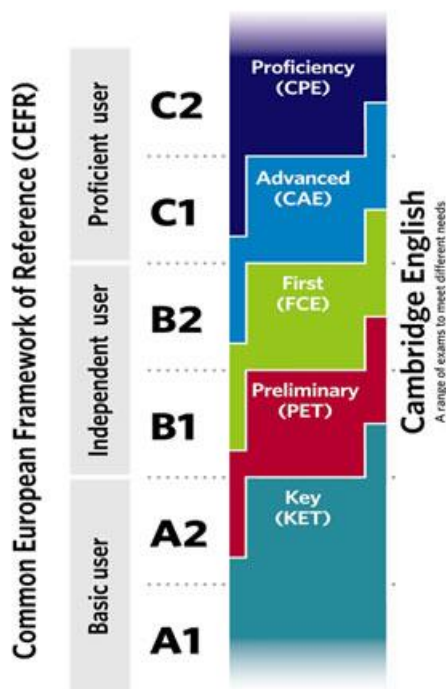 Common European Framework of Reference (CEFR)
Proficient user
Independent user
Basic user
C2
C1
B2
B1
A2
A1
Proficiency
(CPE)
Advanced
(CAE)
First
(FCE)
Preliminary
(PET)
Key
(KET)
Cambridge English
A range of exams to meet different needs